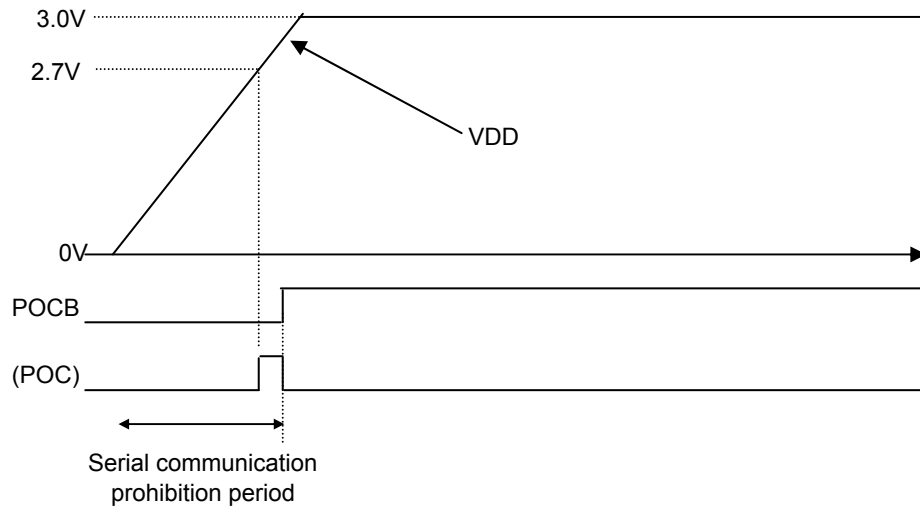 3.0V
2.7V
VDD
0V
POCB
(POC)
Serial communication
prohibition period